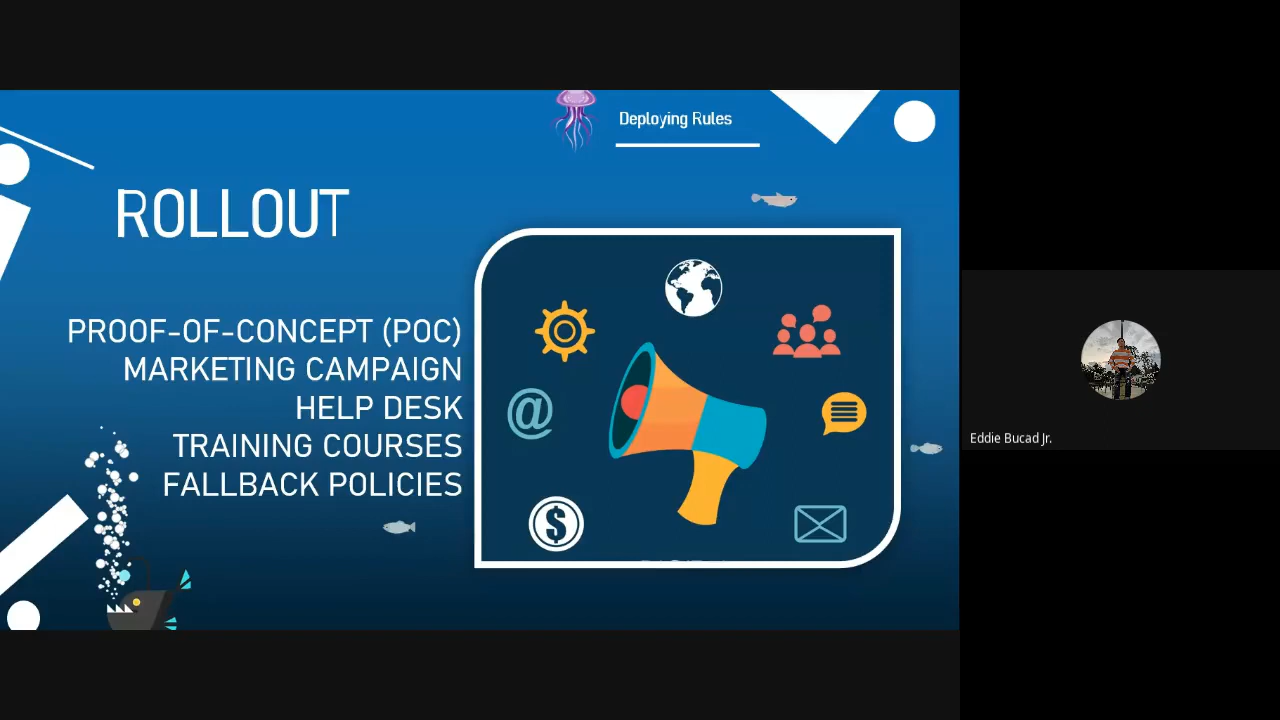 Deploying Rules
ROLLOUT
PROOF-OF-CONCEPT (POC)
MARKETING CAMPAIGN
HELP DESK
TRAINING COURSES
FALLBACK POLICIES
@
$
Eddie Bucad Jr.